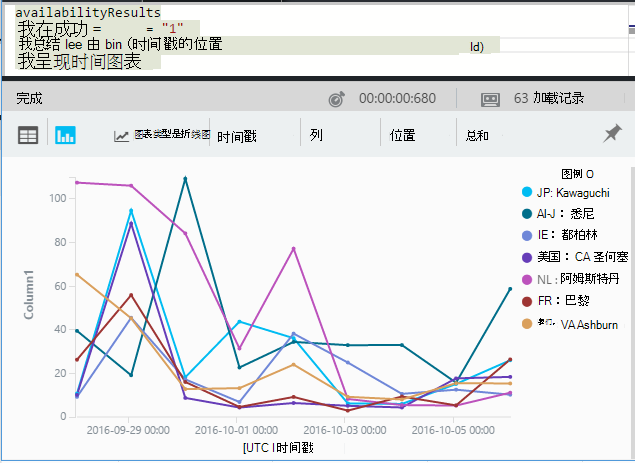 availabilityResults
我在成功 = = "1"
我总结 lee 由 bin (时间戳的位置 ld)
我呈现时间图表
完成 00:00:00:680 63 加载记录
图表类型是折线图 时间戳 列 位置 总和
图例 O
JP: Kawaguchi
AI-J： 悉尼
IE：都柏林
美国： CA 圣何塞
NL : 阿姆斯特丹
FR：巴黎
VA Ashburn
Column1
100
80
60
40
20
0
2016-09-29 00:00 2016-10-01 00:00 2016-10-03 00:00 2016-10-05 00:00
[UTC I时间戳